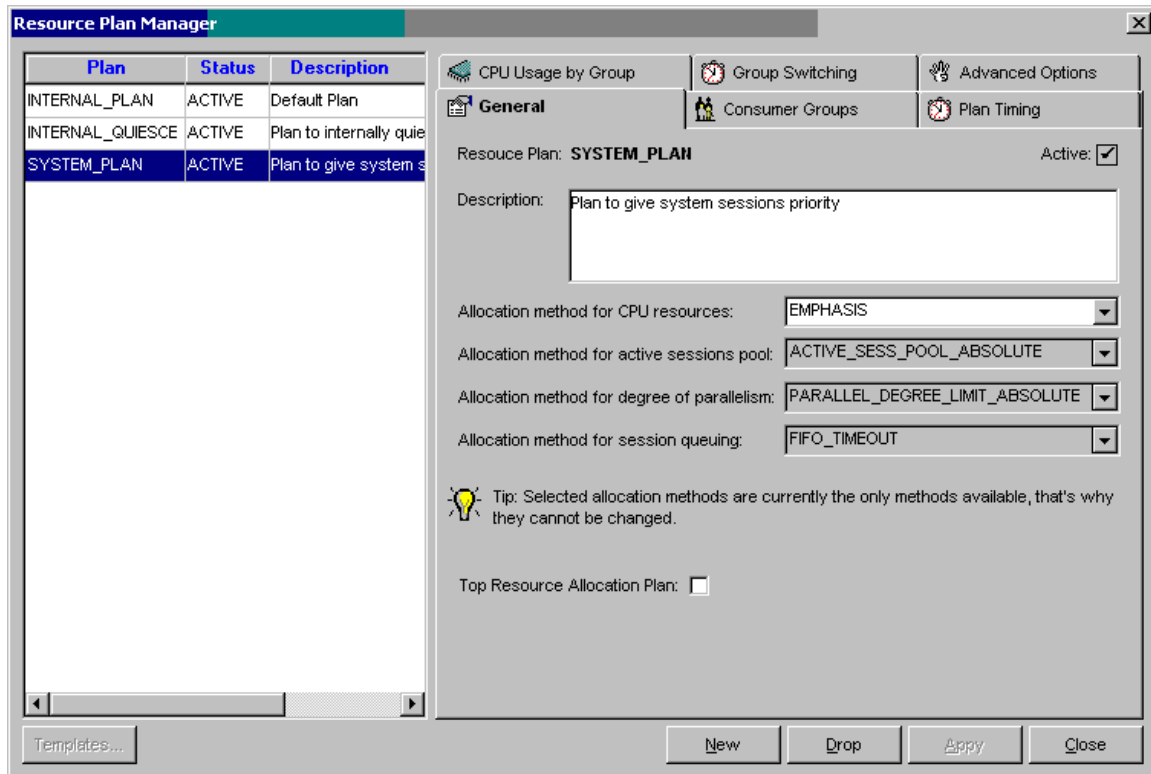 Resource Plan Manager
Plan Status Description
INTERNAL_PLAN ACTIVE Default Plan
INTERNAL_QUIESCE ACTIVE Plan to internally quie
SYSTEM_PLAN ACTIVE Plan to give system s
CPU Usage by Group Group Switching Advanced Options
General Consumer Groups Plan Timing
Resouce Plan: SYSTEM_PLAN Active:
Description: Plan to give system sessions priority
Allocation method for CPU resources: EMPHASIS
Allocation method for active sessions pool: ACTIVE_SESS_POOL_ABSOLUTE
Allocation method for degree of parallelism: PARALLEL_DEGREE_LIMIT_ABSOLUTE
Allocation method for session queuing: FIFO_TIMEOUT
Tip: Selected allocation methods are currently the only methods available, that's why
they cannot be changed.
Top Resource Allocation Plan:
Templates... New Drop Appy Close